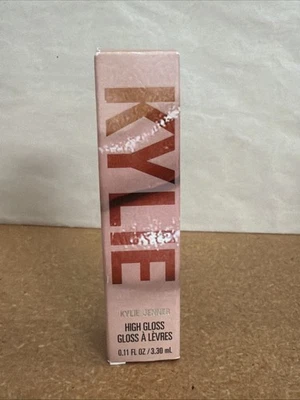 KYLIE
KYLIE JENNER
HIGH GLOSS
GLOSS À LÈVRES
0.11 FL OZ / 3.30 mL